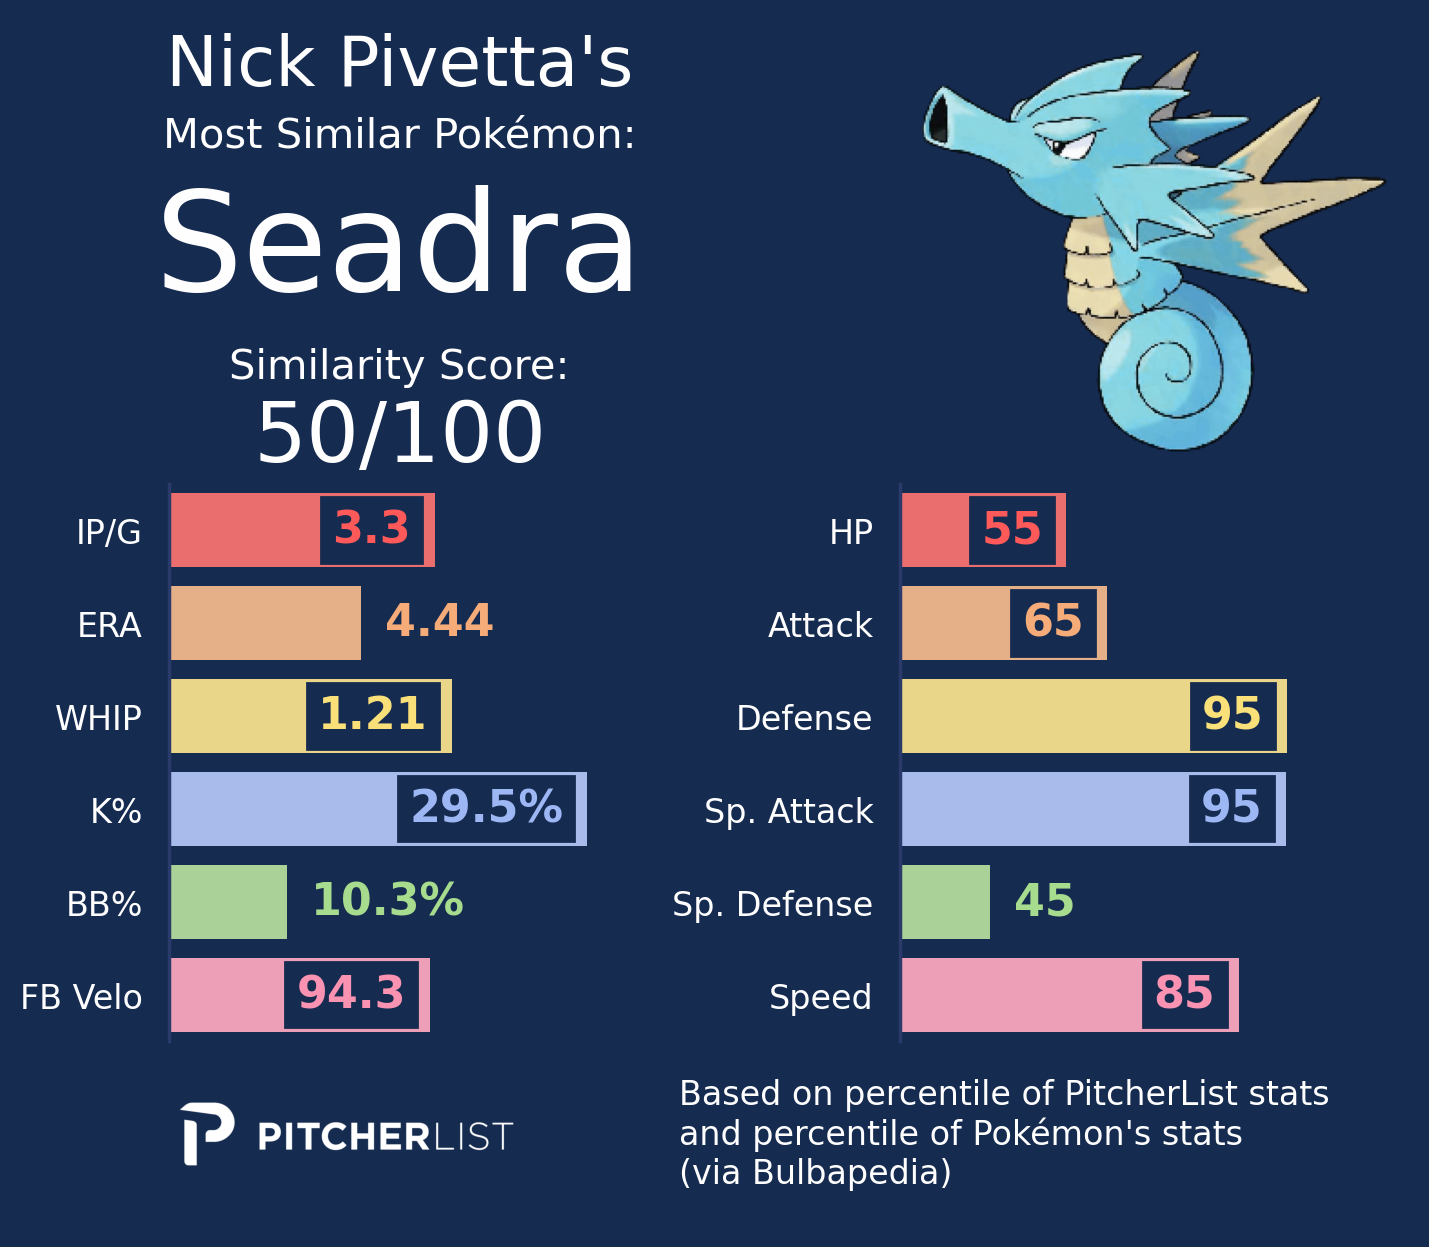 Nick Pivetta's
Most Similar Pokémon:
Seadra
Similarity Score:
50/100
IP/G 3.3
ERA 4.44
WHIP 1.21
K% 29.5%
BB% 10.3%
FB Velo 94.3
HP 55
Attack 65
Defense 95
Sp. Attack 95
Sp. Defense 45
Speed 85
PITCHERLIST
Based on percentile of PitcherList stats
and percentile of Pokémon's stats
(via Bulbapedia)